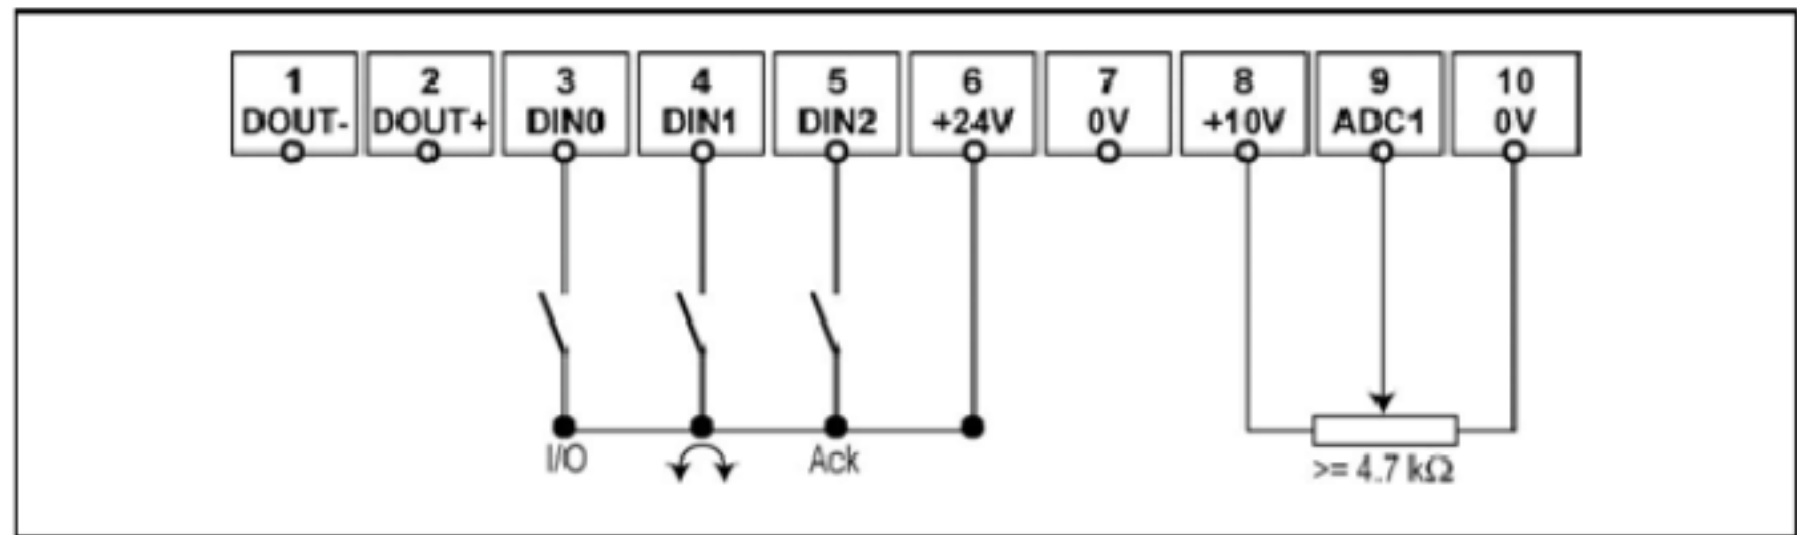 1 2 3 4 5 6 7 8 9 10
DOUT- DOUT+ DIN0 DIN1 DIN2 +24V 0V +10V ADC1 0V
I/O Ack
>= 4.7 kΩ